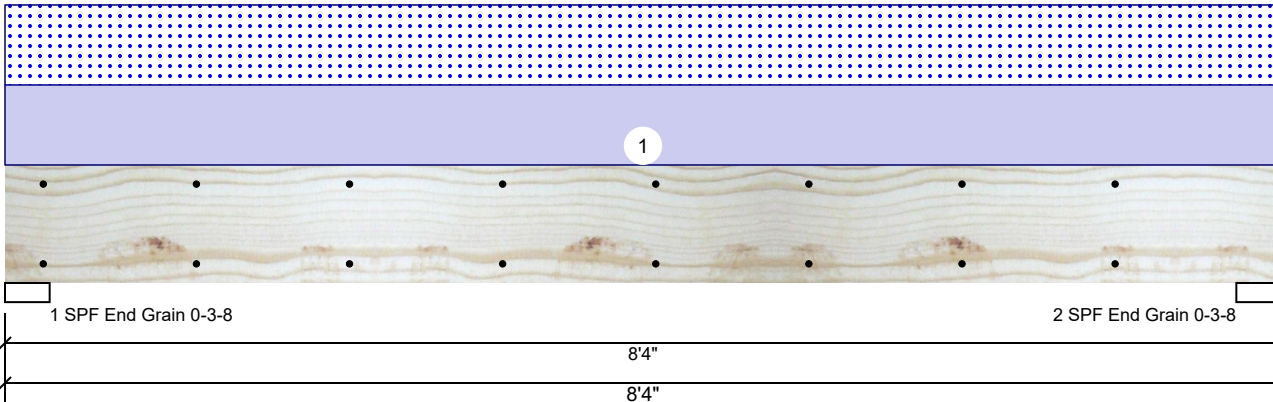 1
1 SPF End Grain 0-3-8
2 SPF End Grain 0-3-8
8'4"
8'4"